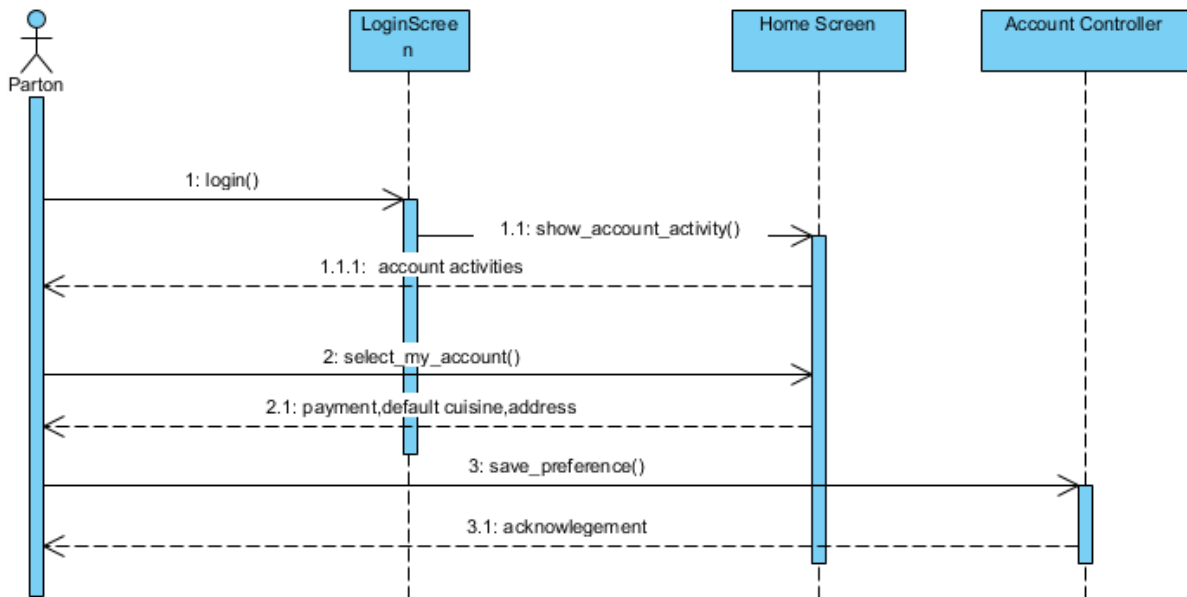 LoginScree
n
Home Screen
Account Controller
Parton
1: login()
1.1: show_account_activity()
1.1.1:  account activities
2: select_my_account()
2.1: payment,default cuisine,address
3: save_preference()
3.1: acknowlegement